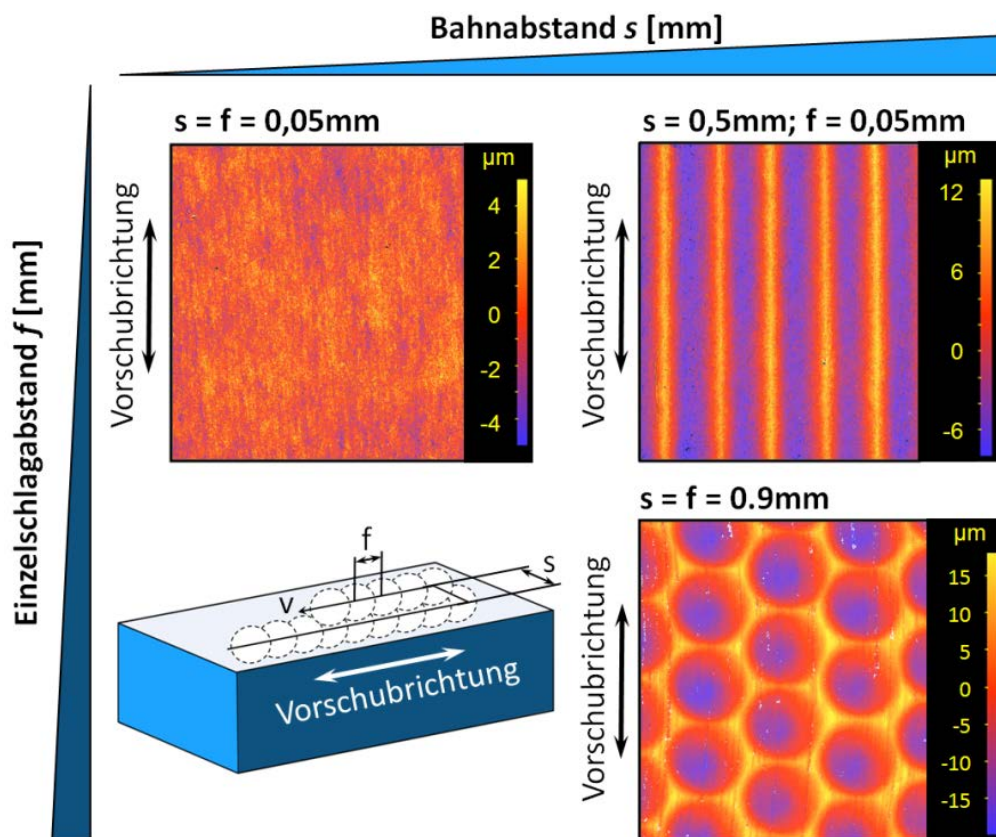 Bahnabstand s [mm]
Einzelschlagabstand f [mm]
s = f = 0,05mm
Vorschubrichtung
µm
4
2
0
-2
-4
s = 0,5mm; f = 0,05mm
Vorschubrichtung
µm
12
6
0
-6
f
s
v
Vorschubrichtung
s = f = 0.9mm
Vorschubrichtung
µm
15
10
5
0
-5
-10
-15